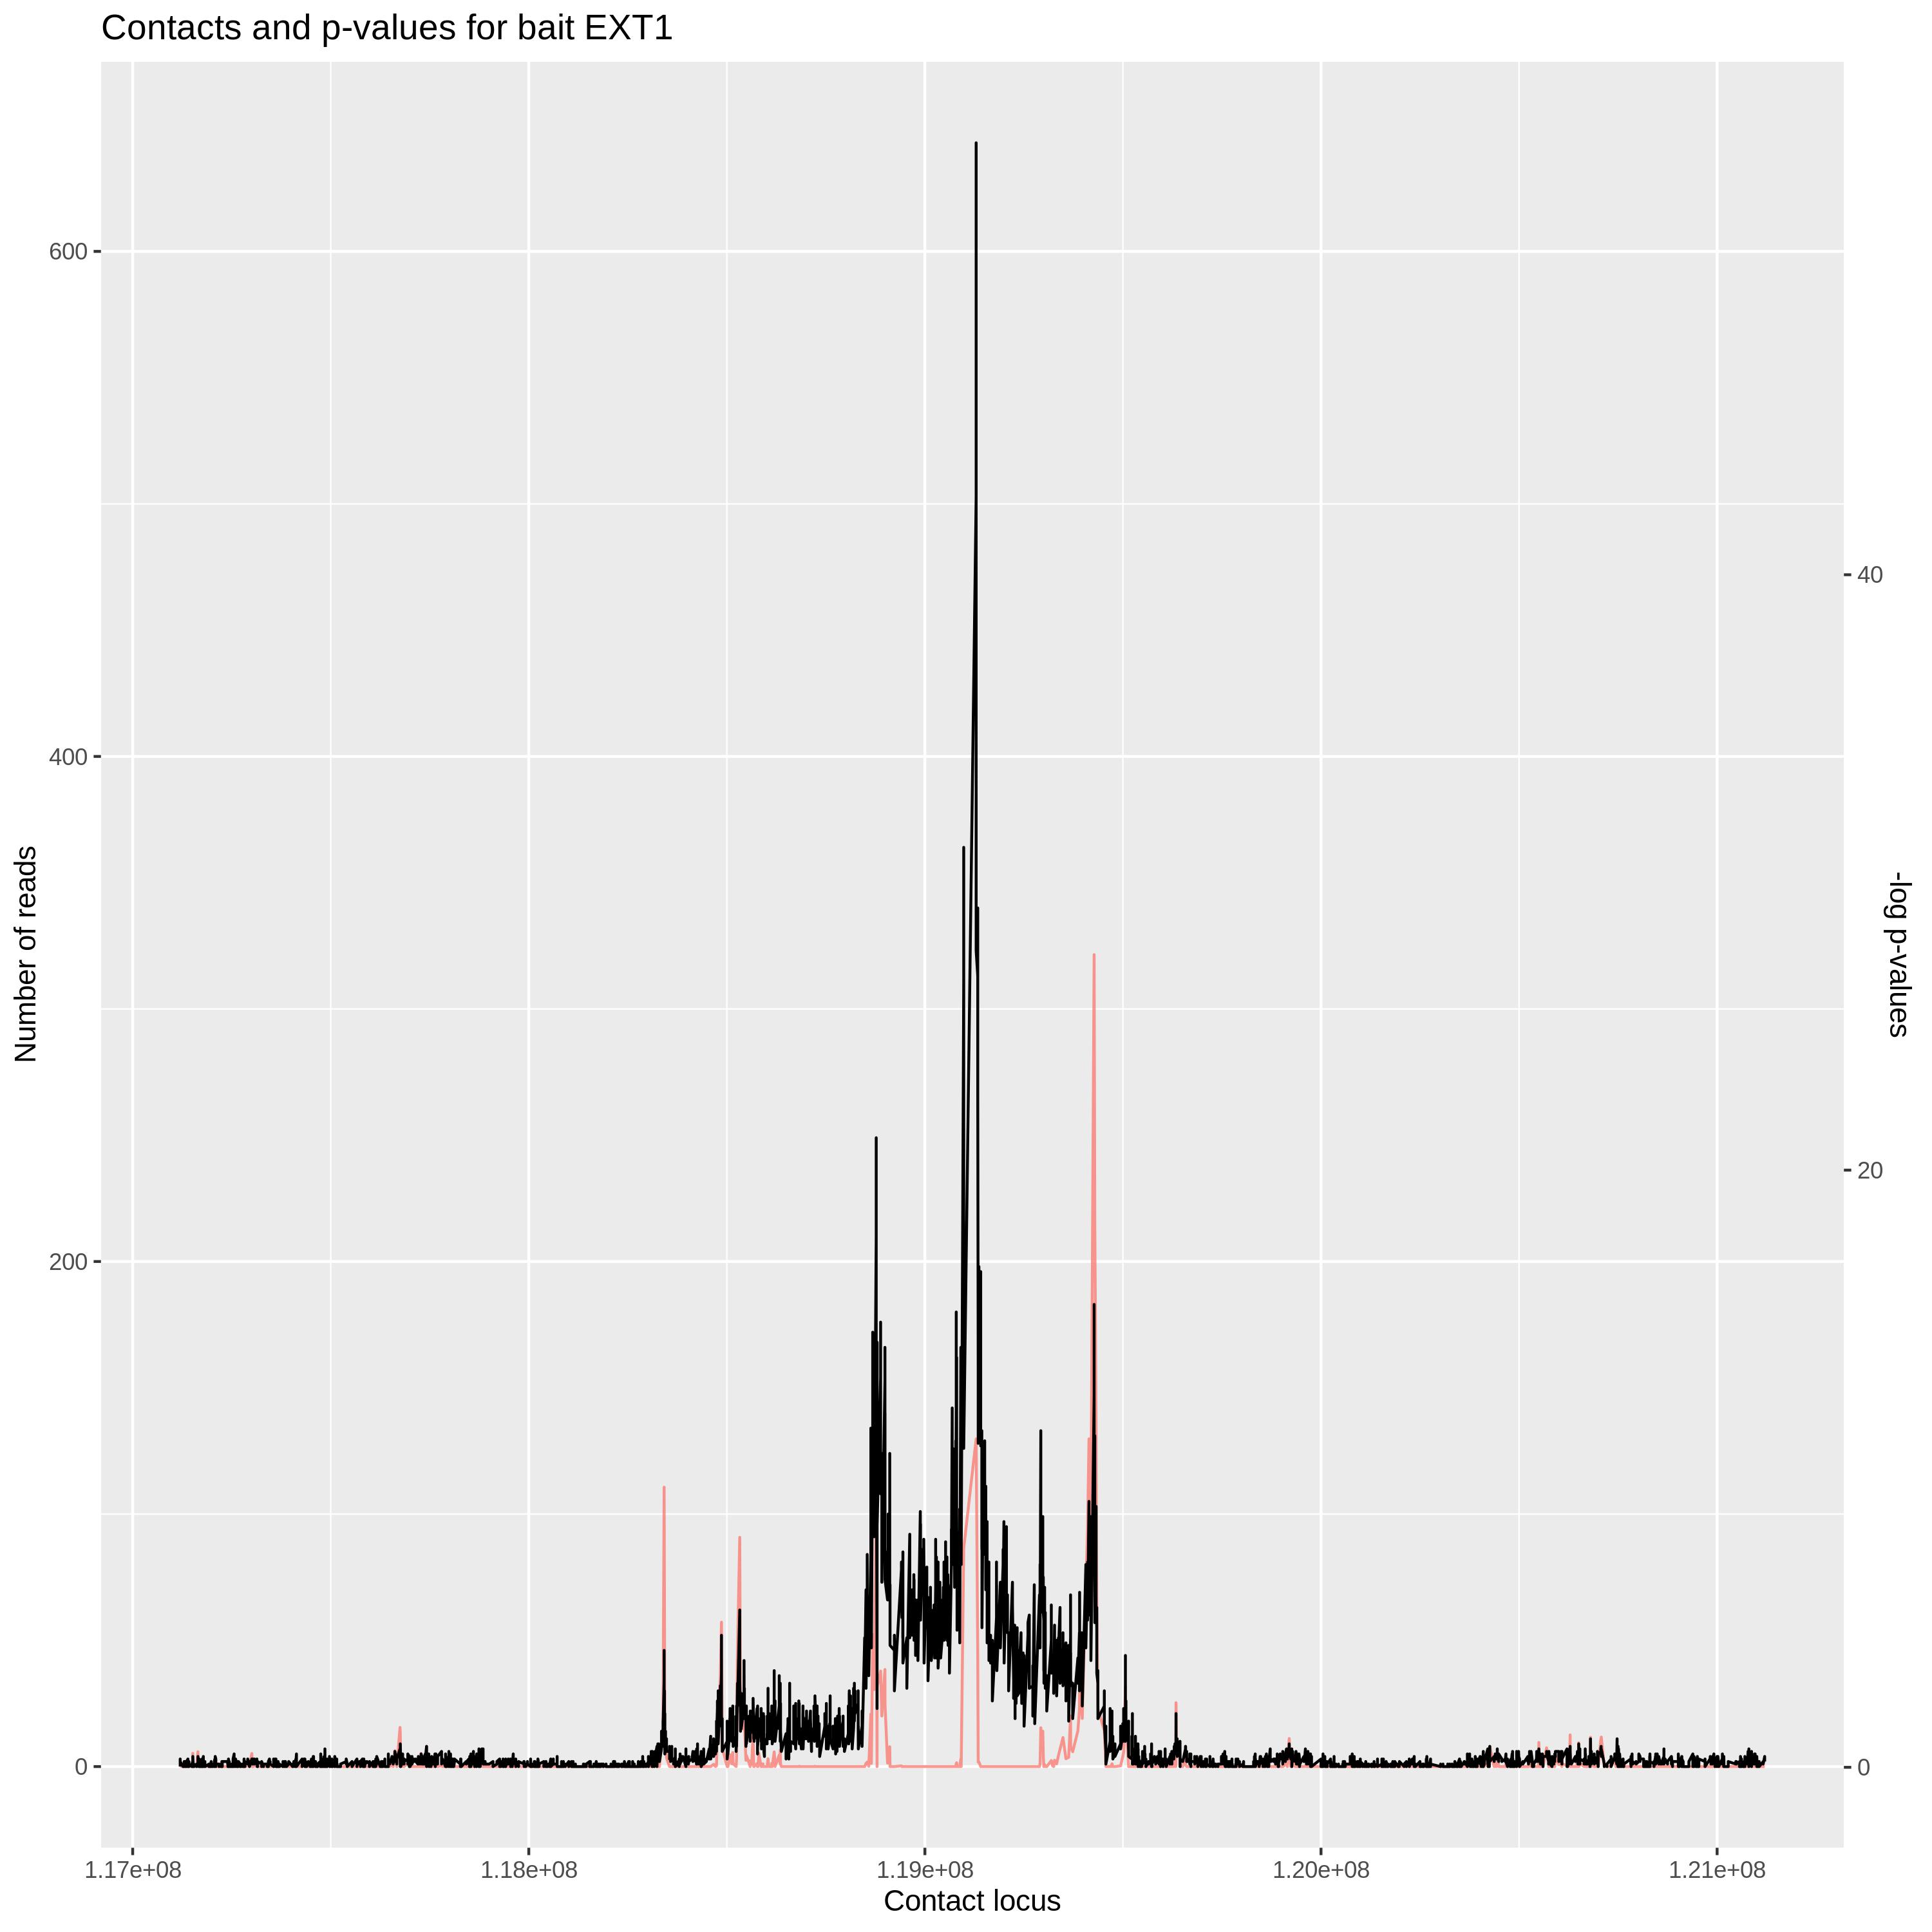 Contacts and p-values for bait EXT1
Number of reads
600
400
200
0
40
20
0
-log p-values
1.17e+08
1.18e+08
1.19e+08
1.20e+08
1.21e+08
Contact locus